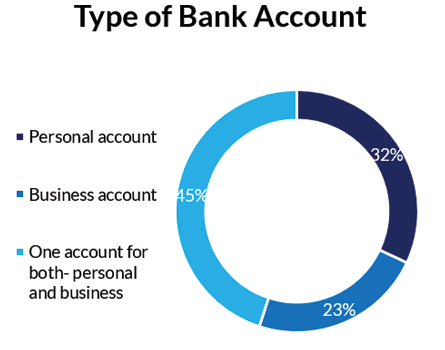 Type of Bank Account
Personal account
Business account
One account for
both- personal
and business
32%
45%
23%